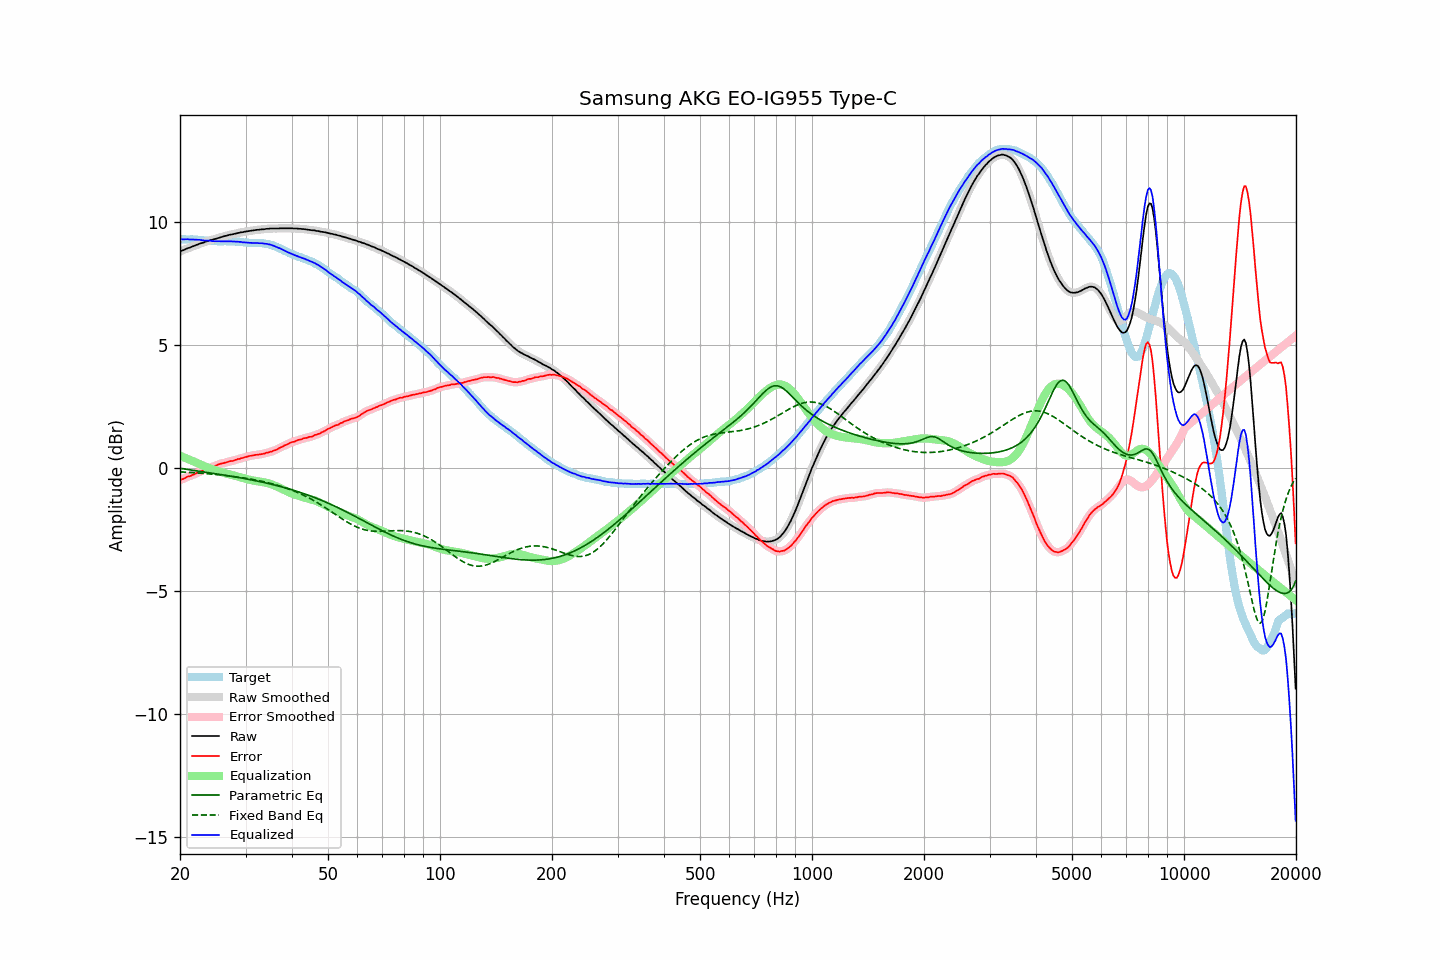 Samsung AKG EO-IG955 Type-C
Amplitude (dBr)
10
5
0
−5
−10
−15
Target
Raw Smoothed
Error Smoothed
Raw
Error
Equalization
Parametric Eq
Fixed Band Eq
Equalized
20 50 100 200 500 1000 2000 5000 10000 20000
Frequency (Hz)